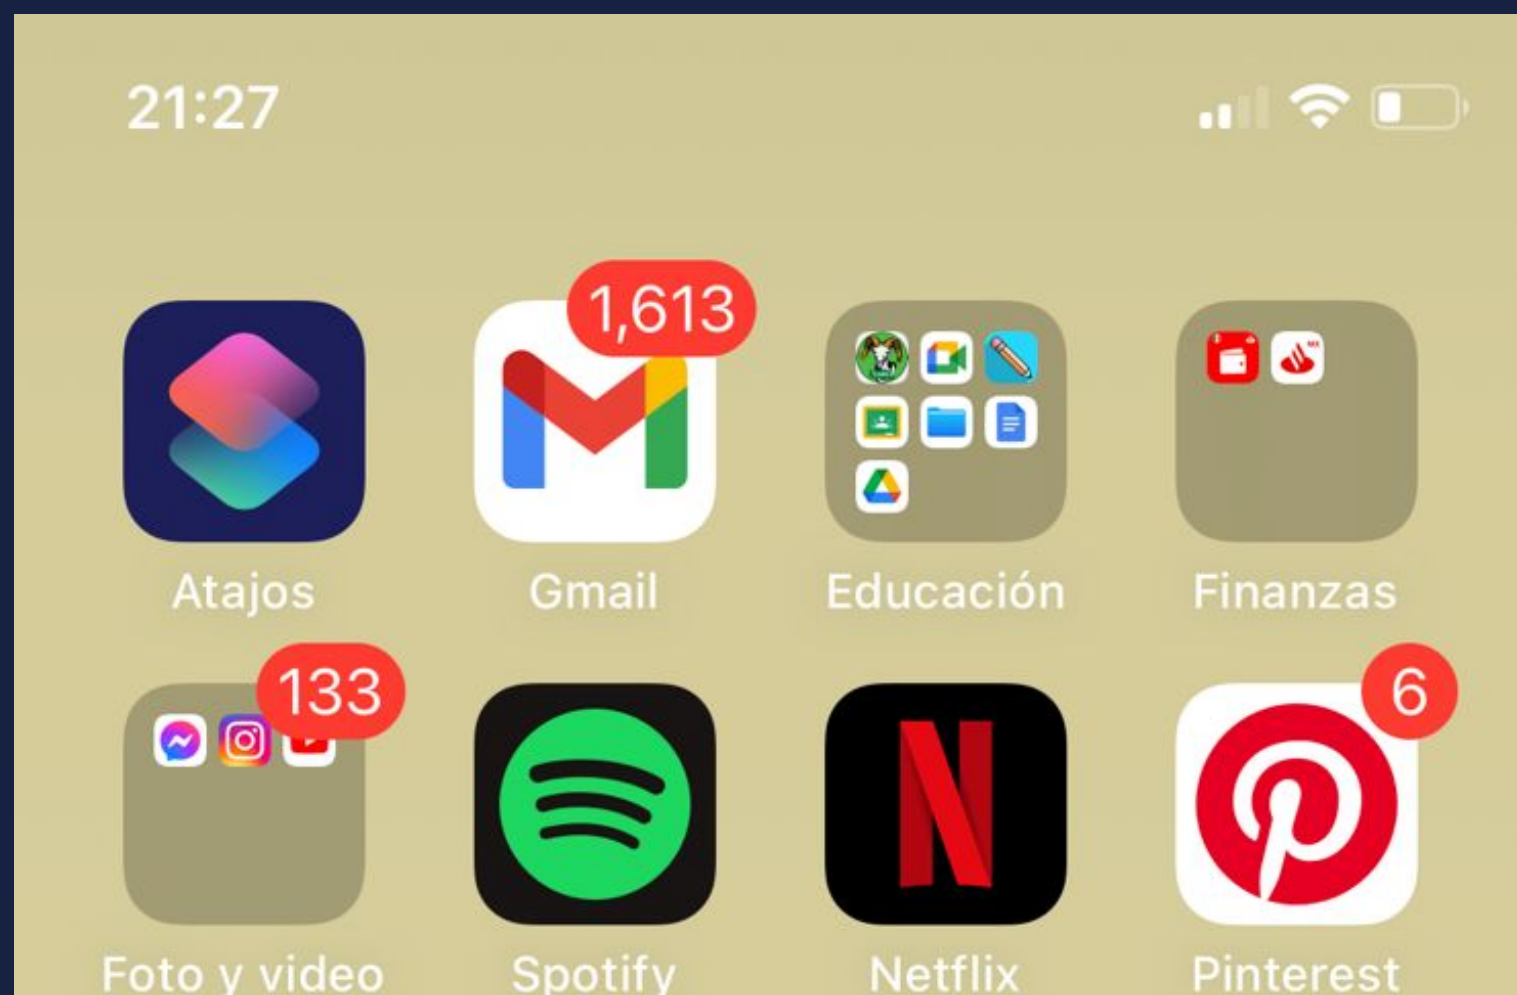 21:27
1,613
Atajos
Gmail
Educación
Finanzas
133
6
Foto y video
Spotify
Netflix
Pinterest